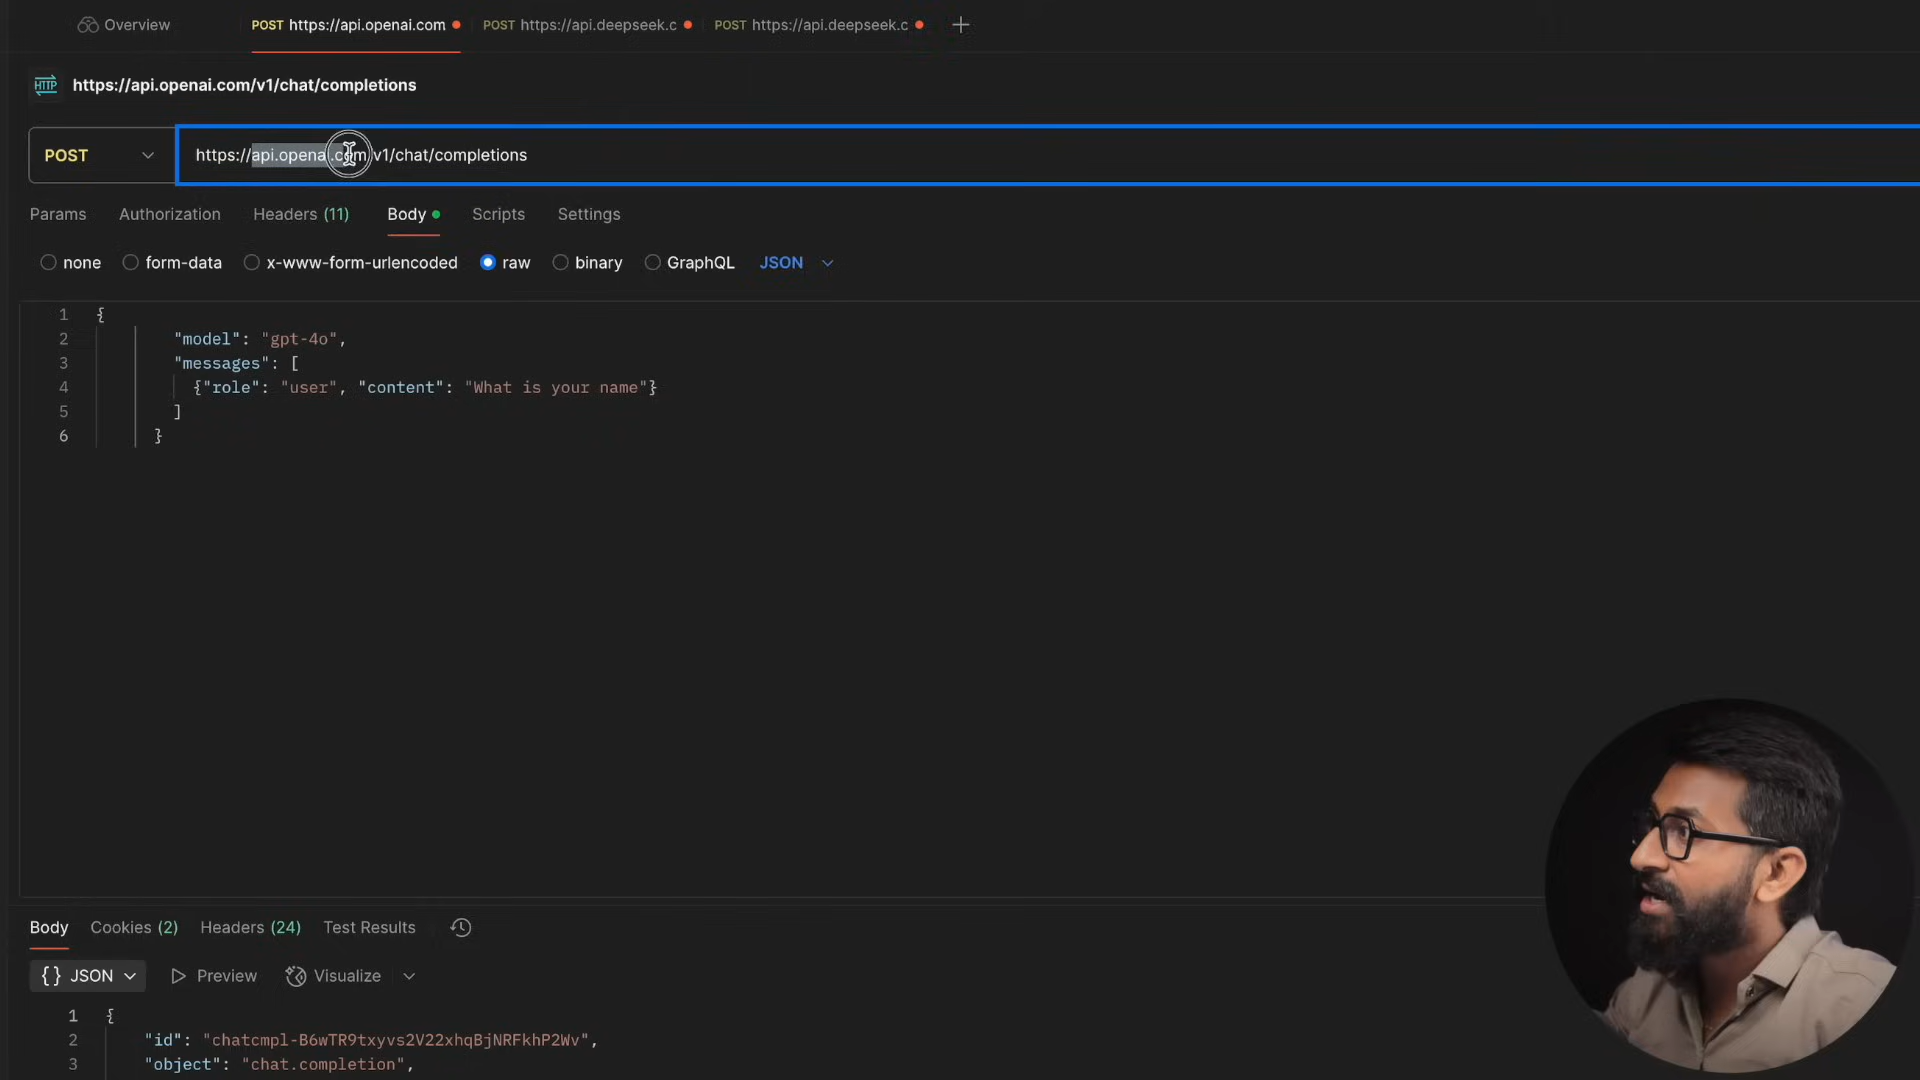 Overview POST https://api.openai.com POST https://api.deepseek.c POST https://api.deepseek.c
HTTP https://api.openai.com/v1/chat/completions
POST https://api.openai.com/v1/chat/completions
Params Authorization Headers (11) Body Scripts Settings
none form-data x-www-form-urlencoded raw binary GraphQL JSON
1 {
2 "model": "gpt-4o",
3 "messages": [
4 {"role": "user", "content": "What is your name"}
5 ]
6 }
Body Cookies (2) Headers (24) Test Results
{} JSON Preview Visualize
1 {
2 "id": "chatcmpl-B6wTR9txyvs2V22xhqBjNRFkhP2Wv",
3 "object": "chat.completion",